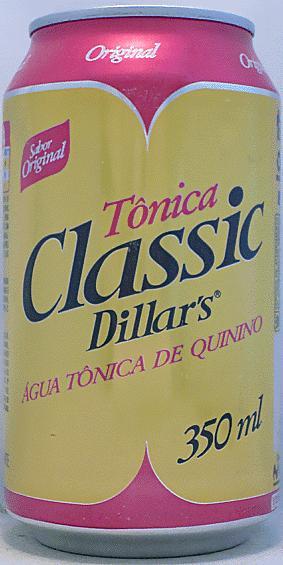 Original
Sabor
Original
Tônica
Classic
Dillar's®
ÁGUA TÔNICA DE QUININO
350 ml